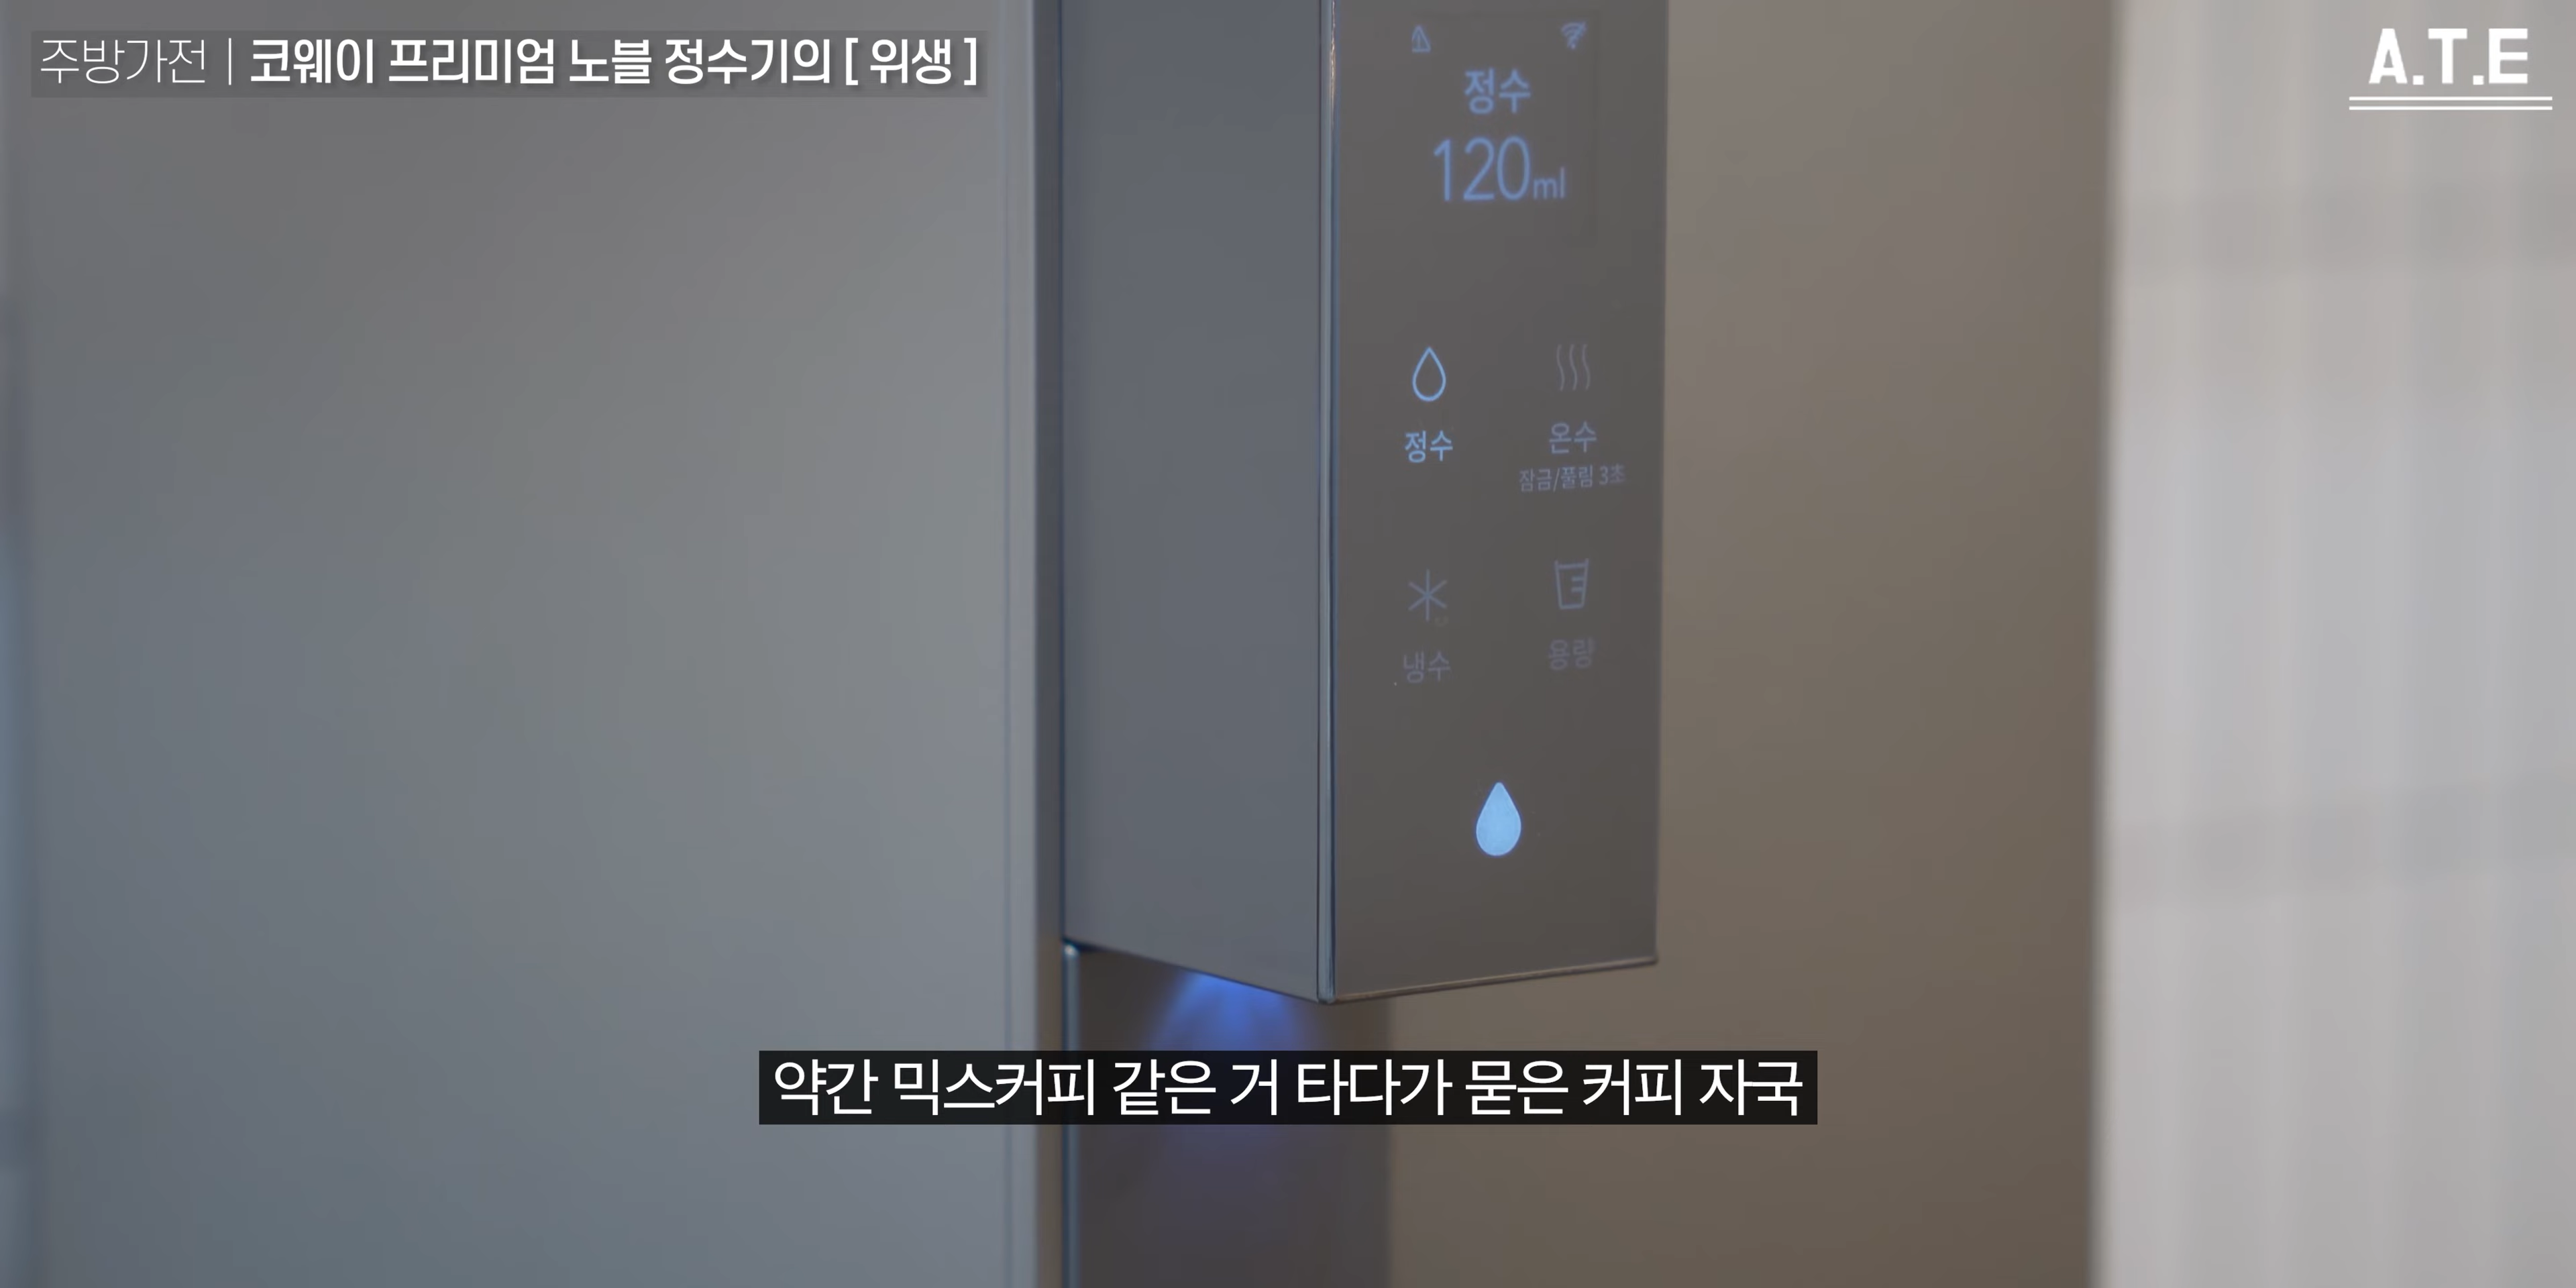 주방가전 | 코웨이 프리미엄 노블 정수기의 [ 위생 ]
A.T.E
정수
120ml
정수
온수
잠금/풀림 3초
냉수
용량
약간 믹스커피 같은 거 타다가 묻은 커피 자국